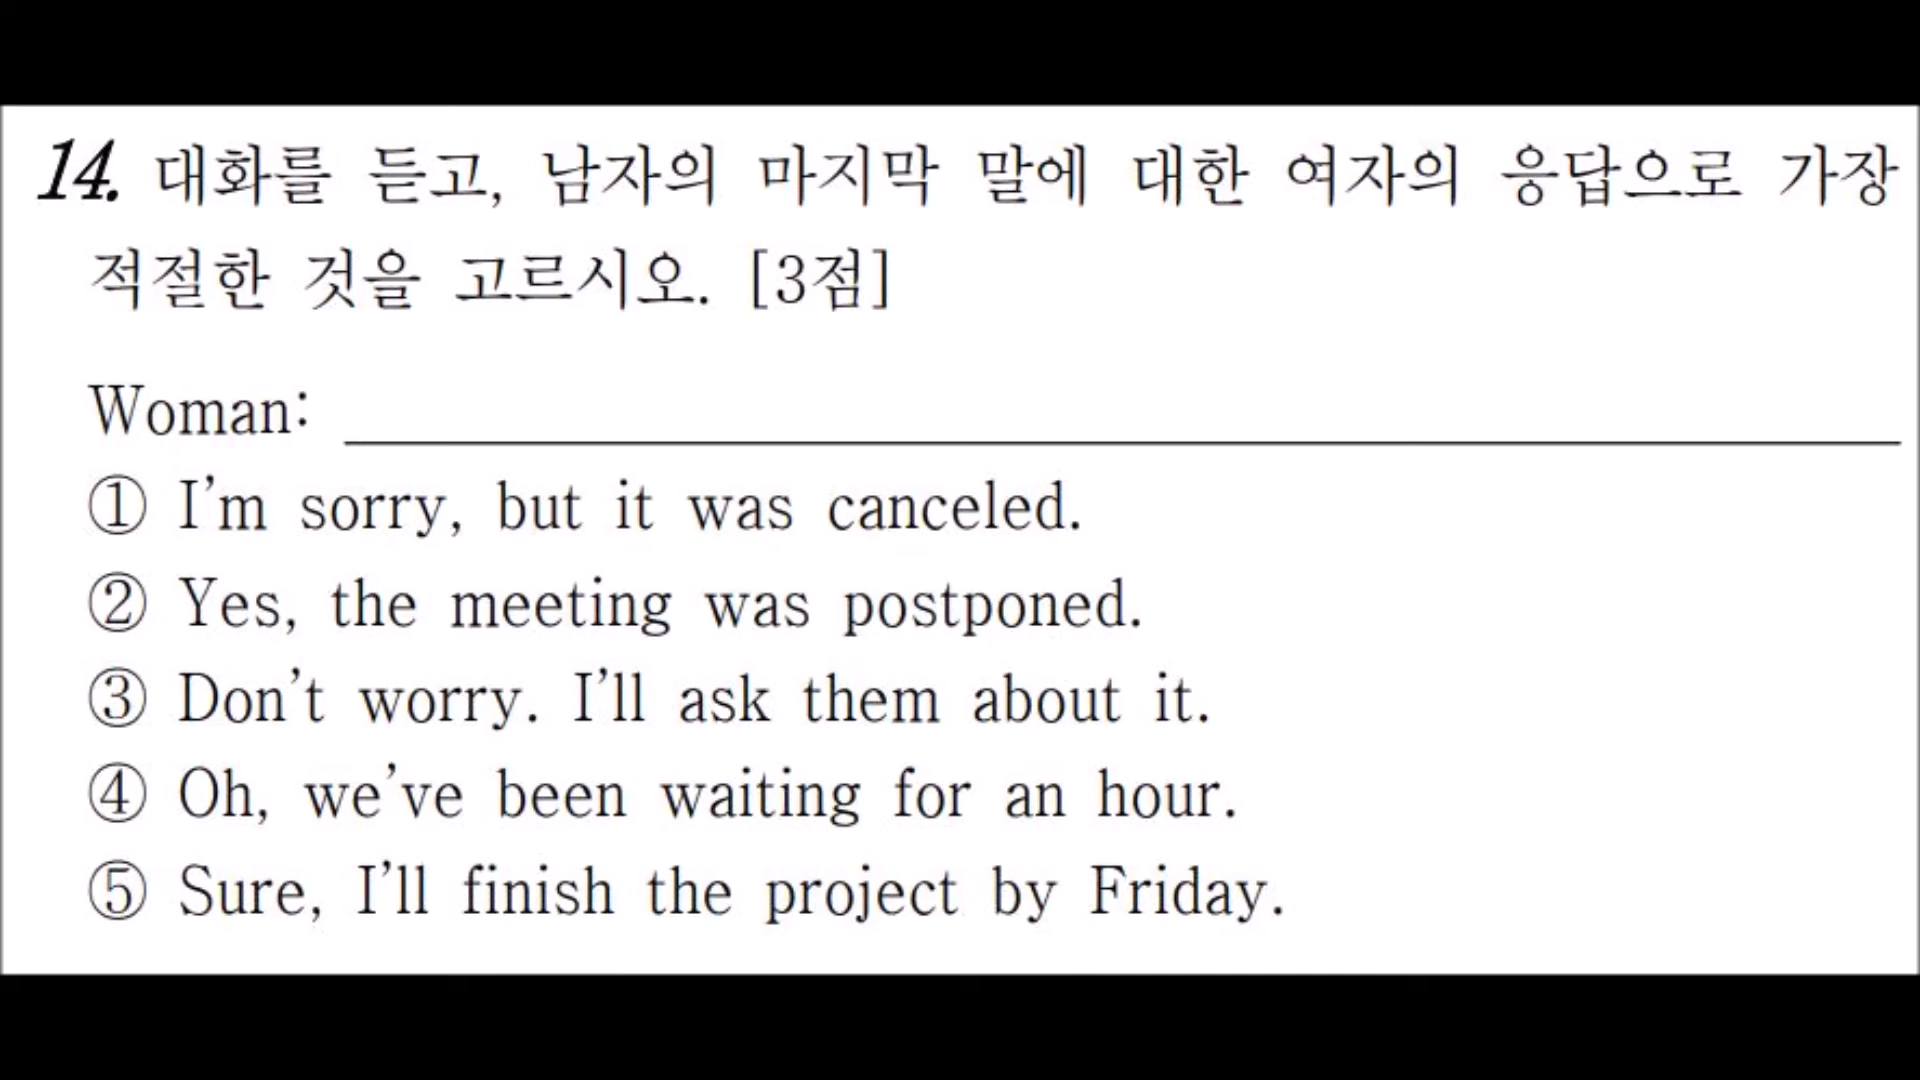 14. 대화를 듣고, 남자의 마지막 말에 대한 여자의 응답으로 가장
적절한 것을 고르시오. [3점]
Woman: 
① I'm sorry, but it was canceled.
② Yes, the meeting was postponed.
③ Don't worry. I'll ask them about it.
④ Oh, we've been waiting for an hour.
⑤ Sure, I'll finish the project by Friday.